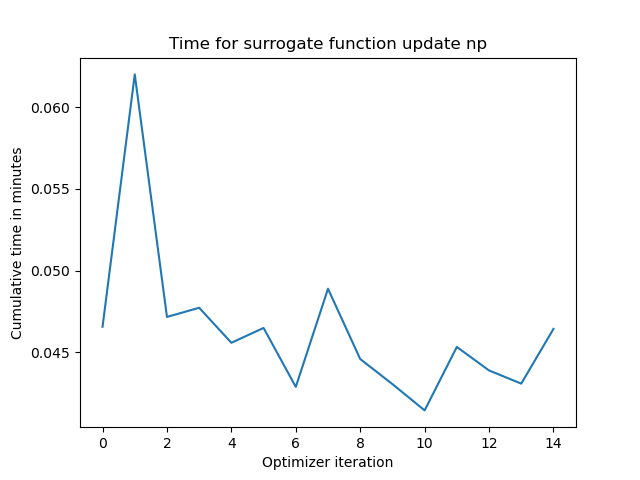 Time for surrogate function update np
Cumulative time in minutes
0.060
0.055
0.050
0.045
0 2 4 6 8 10 12 14
Optimizer iteration